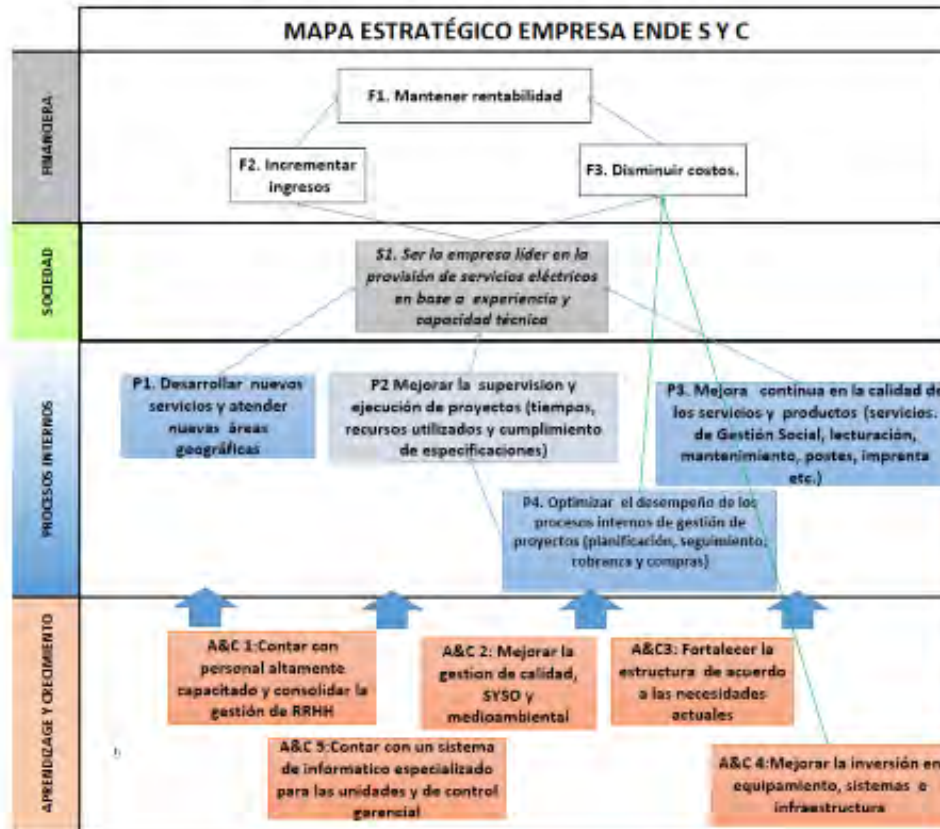 MAPA ESTRATÉGICO EMPRESA ENDE S Y C
FINANCIERA
F1. Mantener rentabilidad
F2. Incrementar
ingresos
F3. Disminuir costos.
SOCIEDAD
S1. Ser la empresa líder en la
provisión de servicios eléctricos
en base a experiencia y
capacidad técnica
PROCESOS INTERNOS
P1. Desarrollar nuevos
servicios y atender
nuevas áreas
geográficas
P2 Mejorar la supervision y
ejecución de proyectos (tiempos,
recursos utilizados y cumplimiento
de especificaciones)
P3. Mejora continua en la calidad de
los servicios y productos (servicios.
de Gestión Social, lecturación,
mantenimiento, postes, imprenta
etc.)
P4. Optimizar el desempeño de los
procesos internos de gestión de
proyectos (planificación, seguimiento,
cobranza y compras)
APRENDIZAGE Y CRECIMIENTO
A&C 1:Contar con
personal altamente
capacitado y consolidar la
gestión de RRHH
A&C 2: Mejorar la
gestion de calidad,
SYSO y
medioambiental
A&C3: Fortalecer la
estructura de acuerdo
a las necesidades
actuales
A&C 5:Contar con un sistema
de informatico especializado
para las unidades y de control
gerencial
A&C 4:Mejorar la inversión en
equipamiento, sistemas e
infraestructura